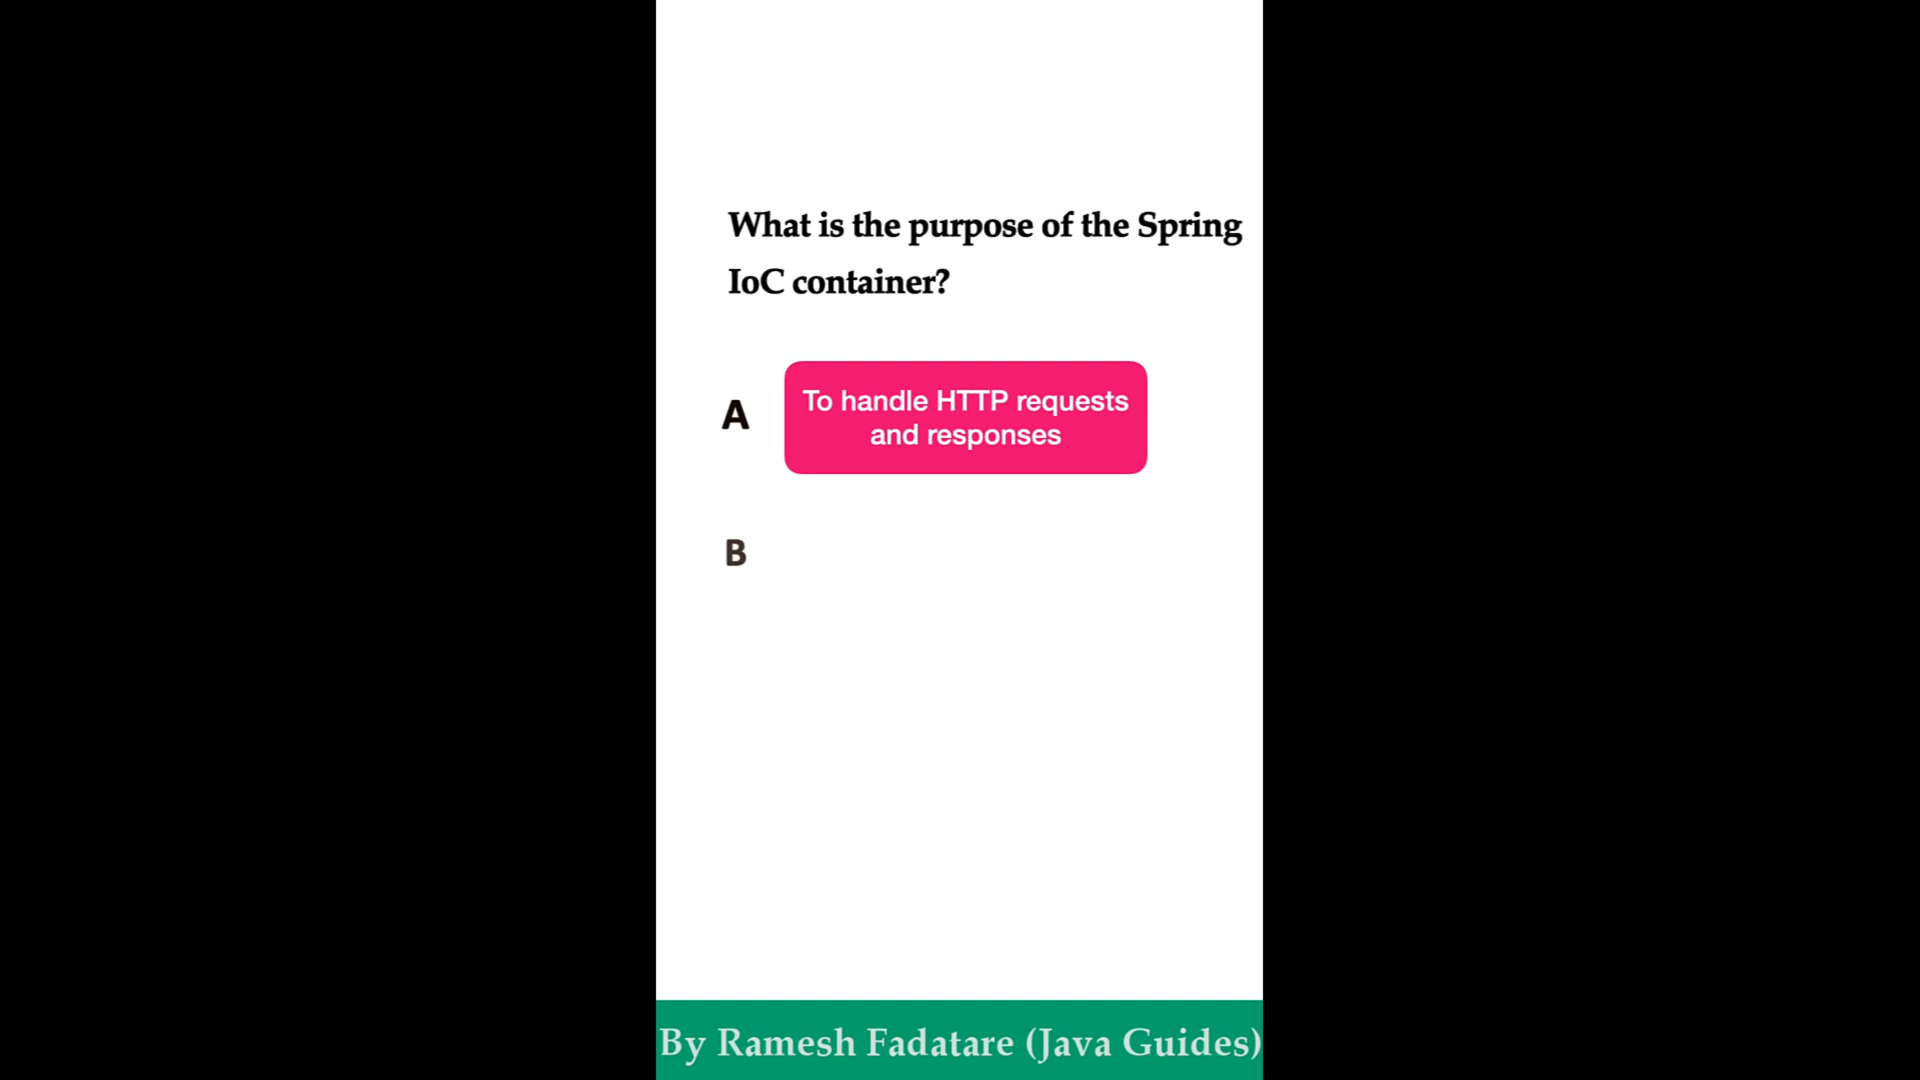 What is the purpose of the Spring
IoC container?
A
To handle HTTP requests
and responses
B
By Ramesh Fadatare (Java Guides)